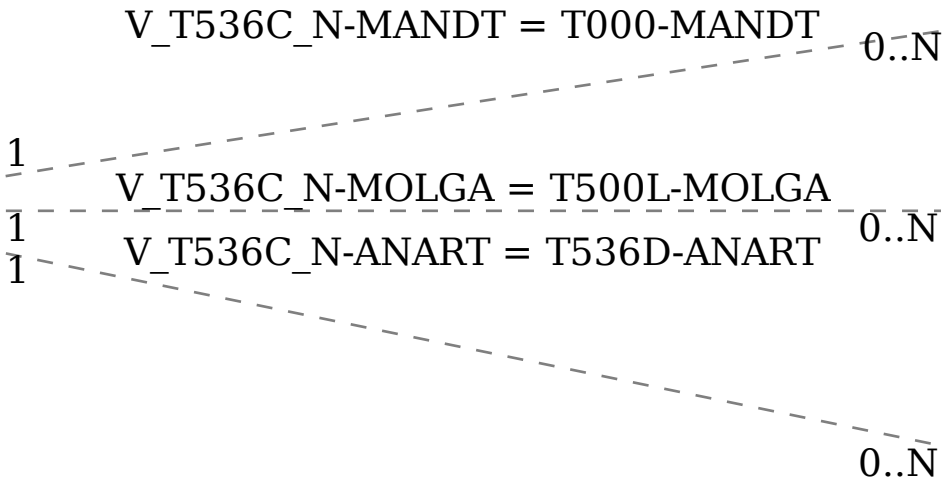 V_T536C_N-MANDT = T000-MANDT
0..N
1
V_T536C_N-MOLGA = T500L-MOLGA
1
0..N
V_T536C_N-ANART = T536D-ANART
1
0..N